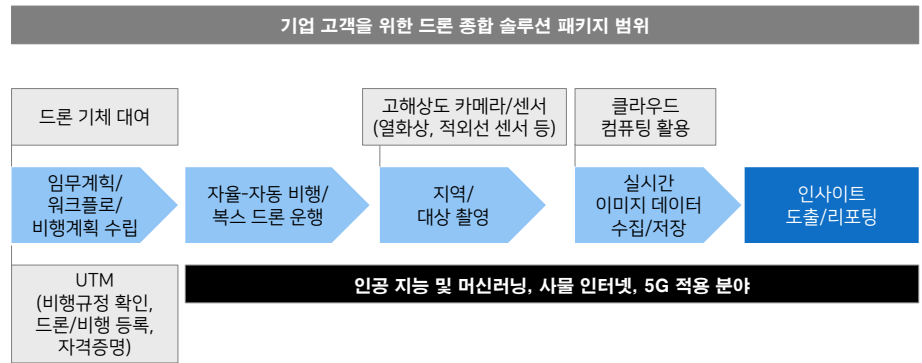 기업 고객을 위한 드론 종합 솔루션 패키지 범위
드론 기체 대여
고해상도 카메라/센서
(열화상, 적외선 센서 등)
클라우드
컴퓨팅 활용
임무계획/
워크플로/
비행계획 수립
자율-자동 비행/
복스 드론 운행
지역/
대상 촬영
실시간
이미지 데이터
수집/저장
인사이트
도출/리포팅
UTM
(비행규정 확인,
드론/비행 등록,
자격증명)
인공 지능 및 머신러닝, 사물 인터넷, 5G 적용 분야